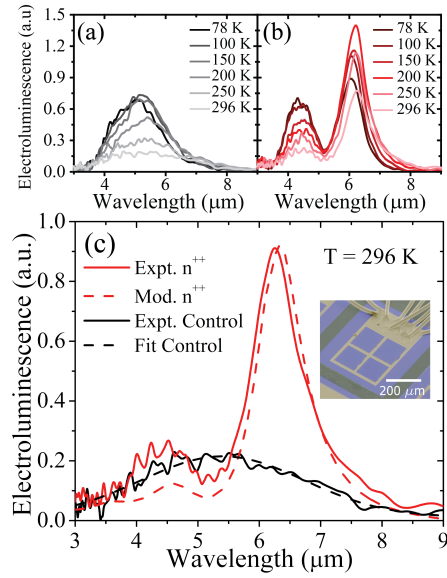 (a)
78 K
100 K
150 K
200 K
250 K
296 K
Electroluminescence (a.u)
1.5
1.2
0.9
0.6
0.3
0.0
4 6 8
Wavelength (μm)
(b)
78 K
100 K
150 K
200 K
250 K
296 K
4 6 8
Wavelength (μm)
(c)
Expt. n++
Mod. n++
Expt. Control
Fit Control
T = 296 K
200 μm
Electroluminescence (a.u.)
1.0
0.8
0.6
0.4
0.2
0.0
3 4 5 6 7 8 9
Wavelength (μm)